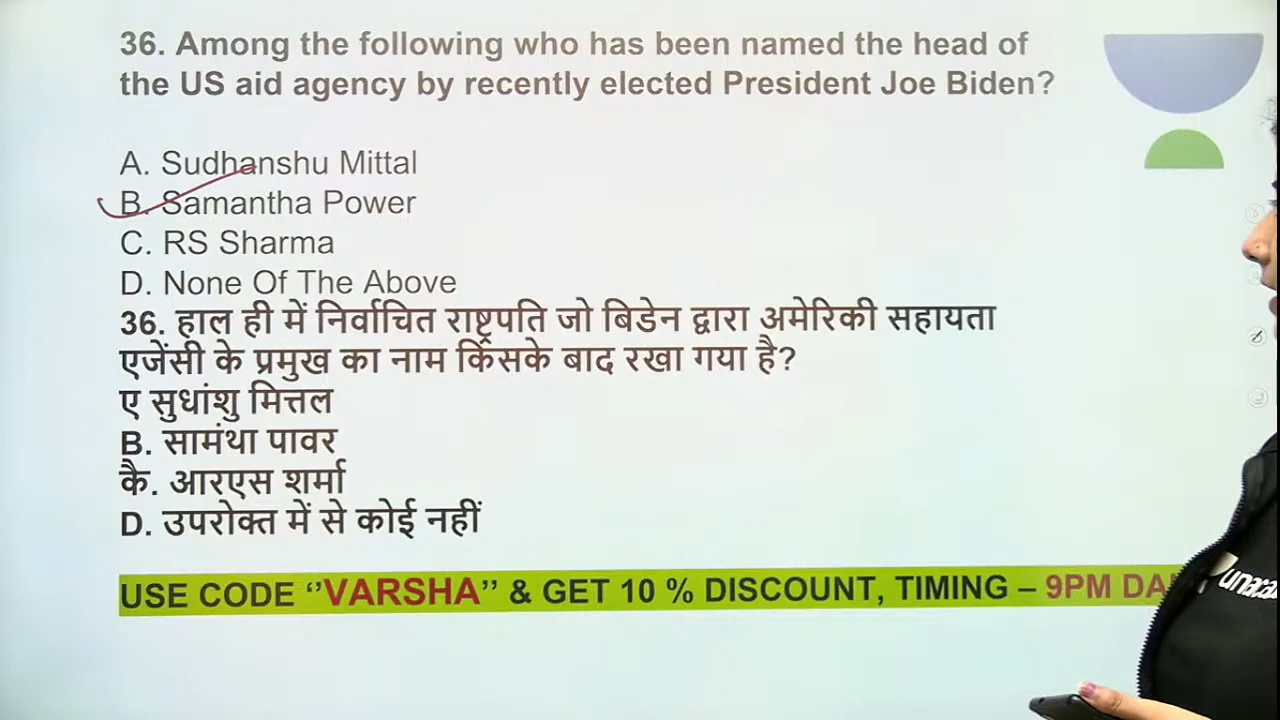 36. Among the following who has been named the head of
the US aid agency by recently elected President Joe Biden?
A. Sudhanshu Mittal
B. Samantha Power
C. RS Sharma
D. None Of The Above
36. हाल ही में निर्वाचित राष्ट्रपति जो बिडेन द्वारा अमेरिकी सहायता
एजेंसी के प्रमुख का नाम किसके बाद रखा गया है?
ए सुधांशु मित्तल
B. सामंथा पावर
कै. आरएस शर्मा
D. उपरोक्त में से कोई नहीं
USE CODE ‘’VARSHA’’ & GET 10 % DISCOUNT, TIMING – 9PM